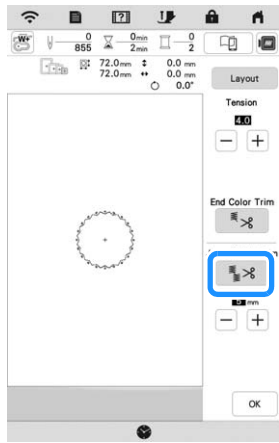 W+
0
855
0min
2min
0
2
72.0mm
72.0mm
0.0 mm
0.0 mm
0.0°
Layout
Tension
4.0
− +
End Color Trim
mm
− +
OK